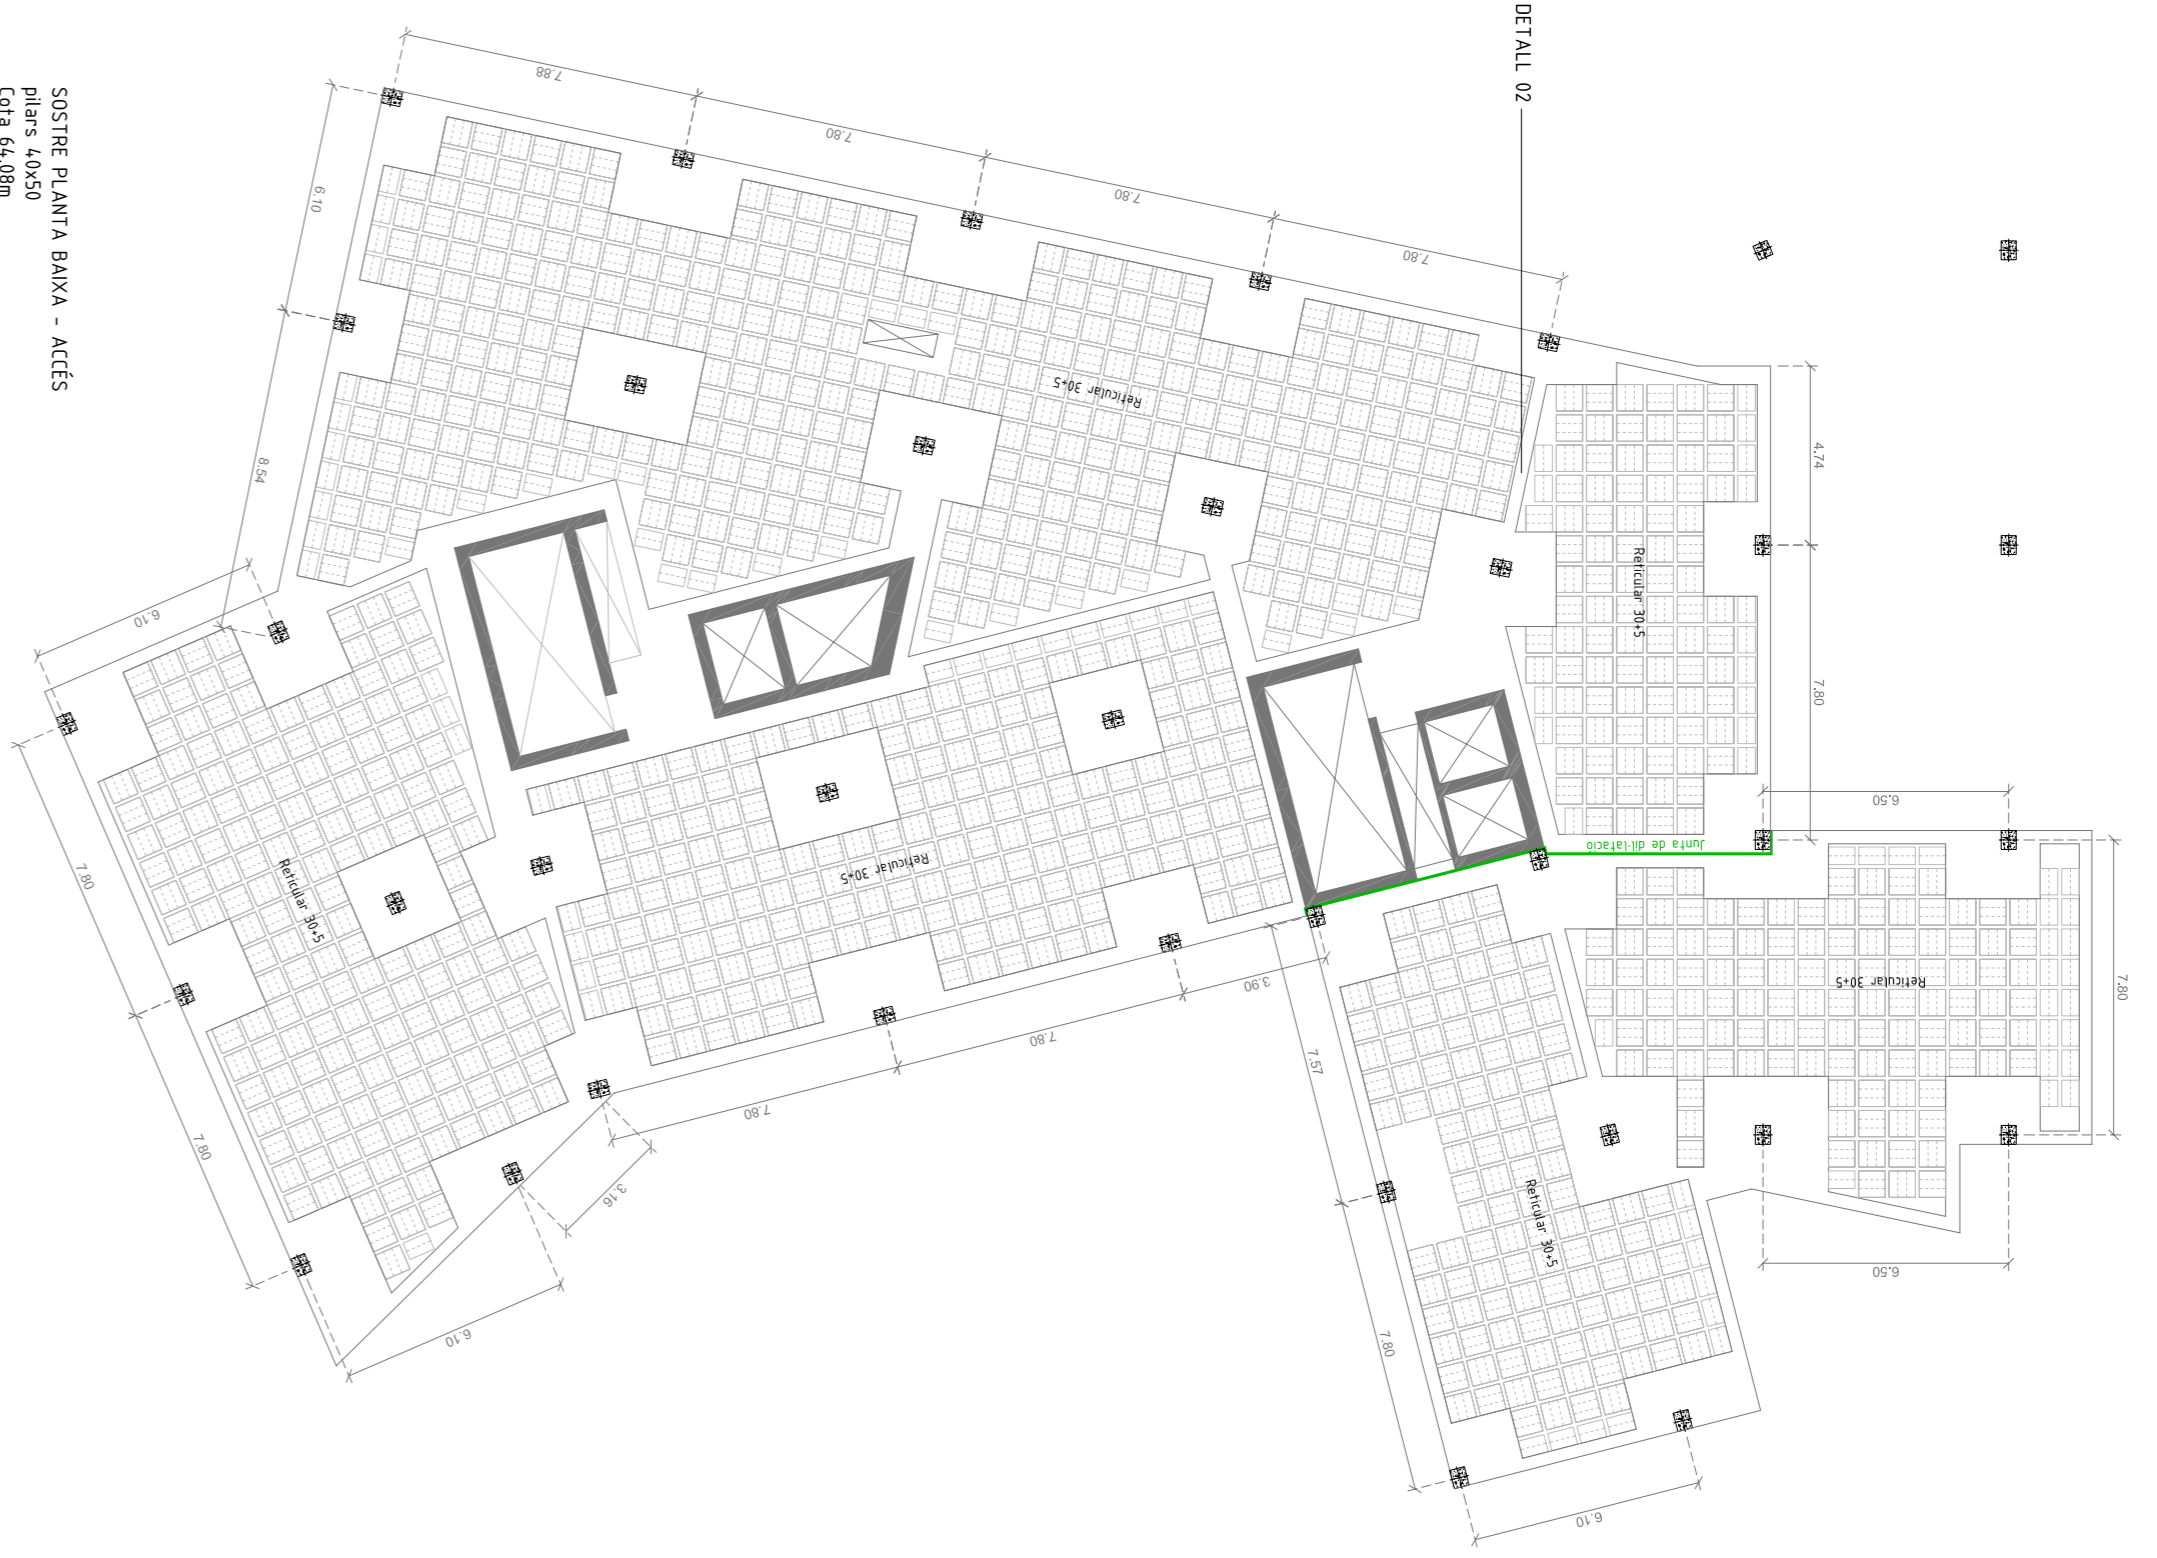 SOSTRE PLANTA BAIXA - ACCÉS
pilars 40x50
Cota 64.08m
DETALL 02
7.88
7.80
7.80
7.80
6.10
8.54
6.10
7.80
7.80
6.10
3.16
7.80
7.80
3.90
7.57
7.80
6.10
4.74
7.80
6.50
7.80
6.50
Reticular 30+5
Reticular 30+5
Reticular 30+5
Reticular 30+5
Reticular 30+5
Reticular 30+5
Junta de dil·latació